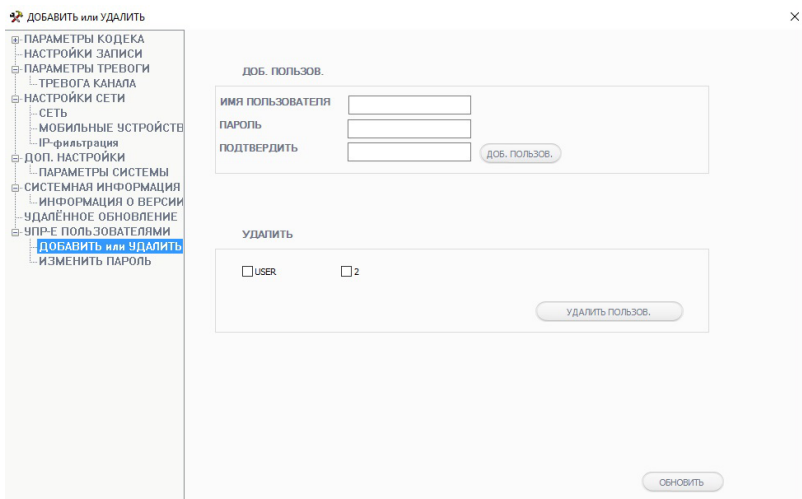 ДОБАВИТЬ или УДАЛИТЬ
ПАРАМЕТРЫ КОДЕКА
НАСТРОЙКИ ЗАПИСИ
ПАРАМЕТРЫ ТРЕВОГИ
ТРЕВОГА КАНАЛА
НАСТРОЙКИ СЕТИ
СЕТЬ
МОБИЛЬНЫЕ УСТРОЙСТВ
IP-фильтрация
ДОП. НАСТРОЙКИ
ПАРАМЕТРЫ СИСТЕМЫ
СИСТЕМНАЯ ИНФОРМАЦИЯ
ИНФОРМАЦИЯ О ВЕРСИИ
УДАЛЁННОЕ ОБНОВЛЕНИЕ
УПР-Е ПОЛЬЗОВАТЕЛЯМИ
ДОБАВИТЬ или УДАЛИТЬ
ИЗМЕНИТЬ ПАРОЛЬ
ДОБ. ПОЛЬЗОВ.
ИМЯ ПОЛЬЗОВАТЕЛЯ
ПАРОЛЬ
ПОДТВЕРДИТЬ
ДОБ. ПОЛЬЗОВ.
УДАЛИТЬ
USER
2
УДАЛИТЬ ПОЛЬЗОВ.
ОБНОВИТЬ